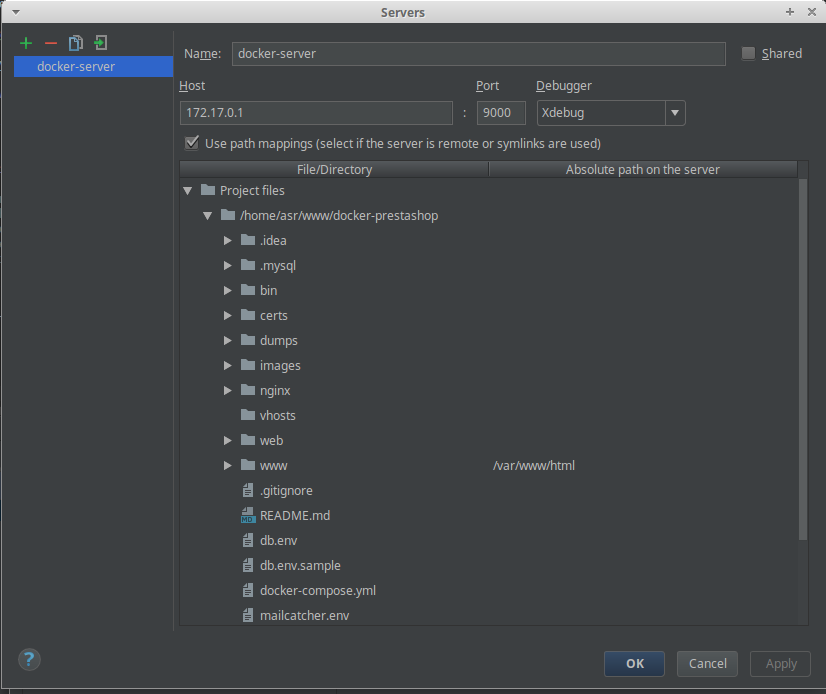 Servers
docker-server
Name: docker-server Shared
Host Port Debugger
172.17.0.1 : 9000 Xdebug
Use path mappings (select if the server is remote or symlinks are used)
File/Directory Absolute path on the server
Project files
/home/asr/www/docker-prestashop
.idea
.mysql
bin
certs
dumps
images
nginx
vhosts
web
www /var/www/html
.gitignore
MD README.md
db.env
db.env.sample
docker-compose.yml
mailcatcher.env
? OK Cancel Apply